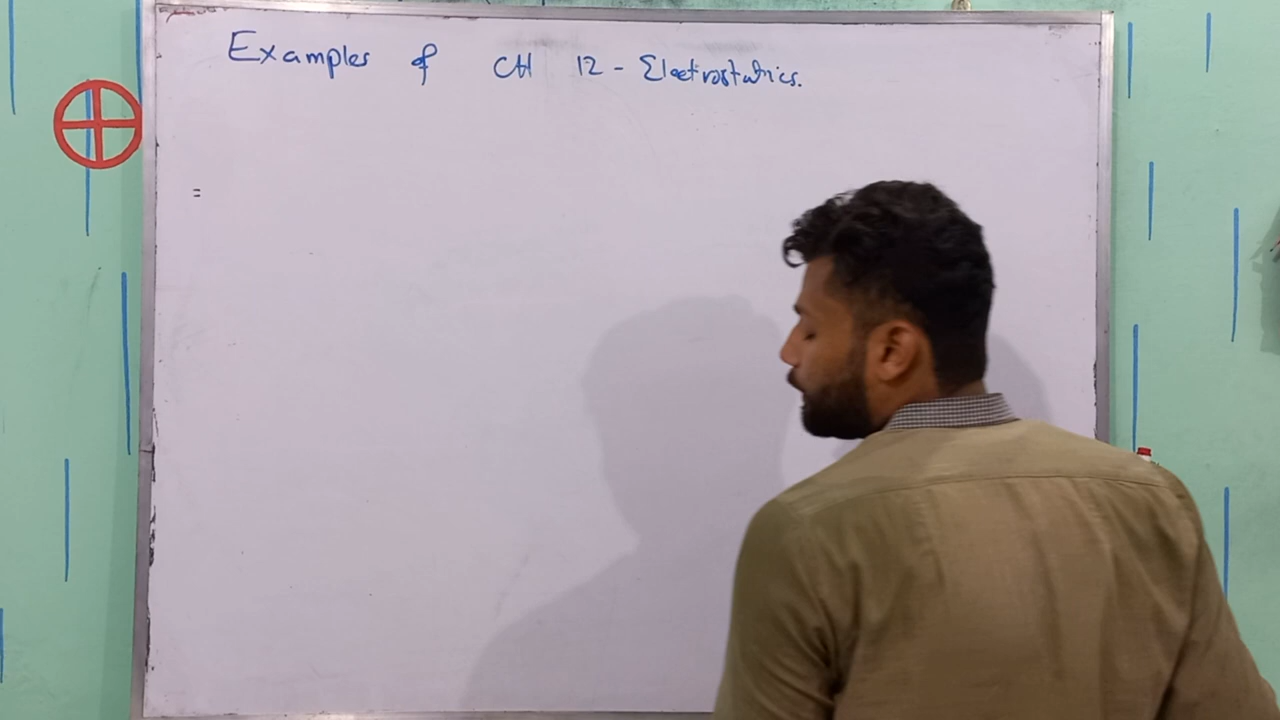 Examples of CH 12 - Electrostatics.
=